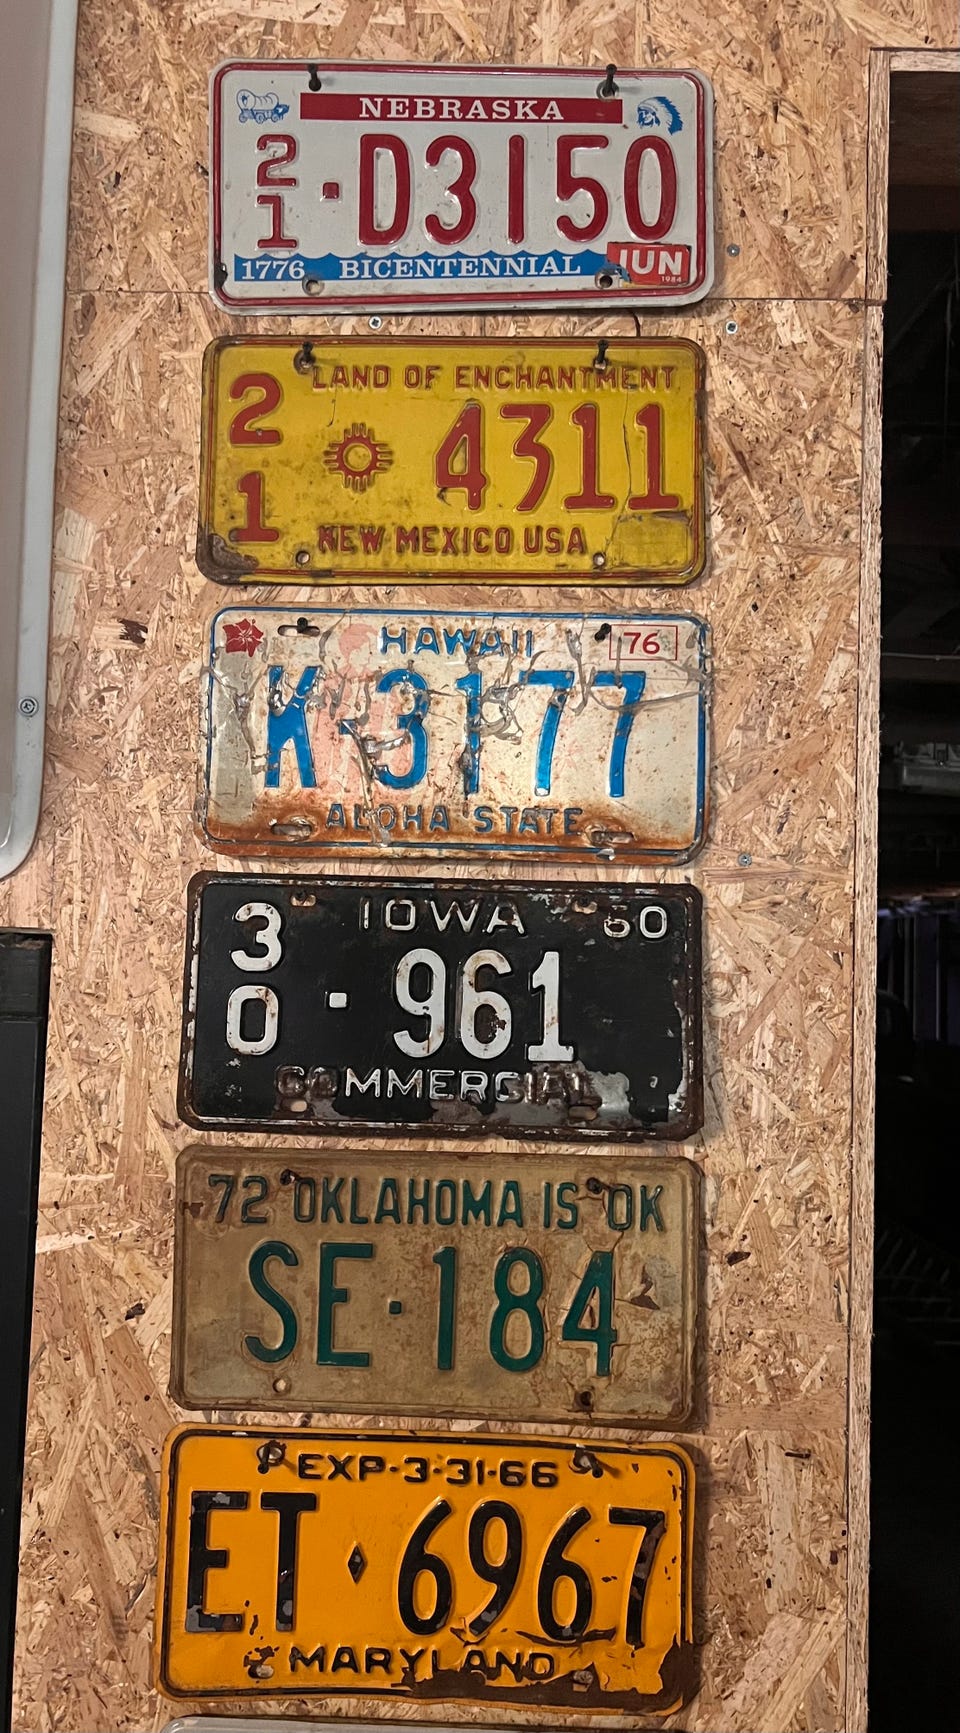 NEBRASKA
21·D3150
1776 BICENTENNIAL JUN
1984
LAND OF ENCHANTMENT
21 4311
NEW MEXICO USA
HAWAII 76
K-3177
ALOHA STATE
IOWA 50
30·961
COMMERCIAL
72 OKLAHOMA IS OK
SE·184
EXP-3-31-66
ET♦6967
MARYLAND